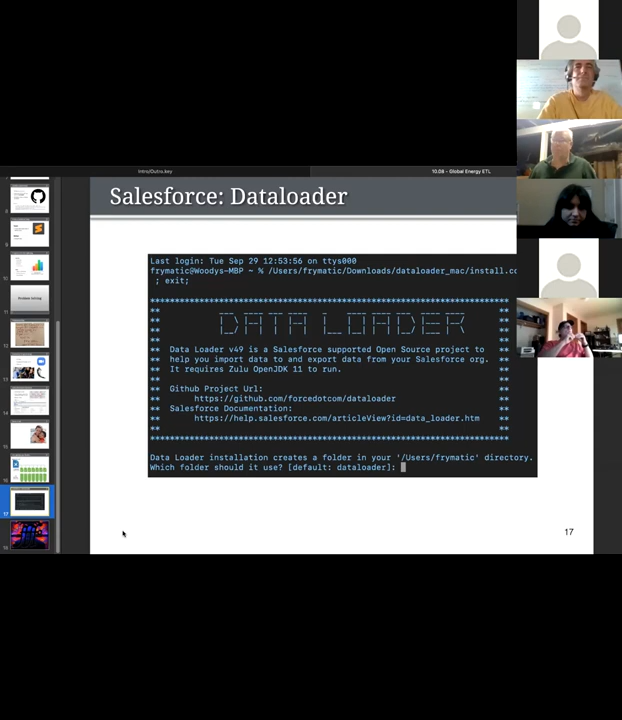 Intro/Outro.key
10.08 - Global Energy ETL
Salesforce: Dataloader
Last login: Tue Sep 29 12:53:56 on ttys000
frymatic@Woodys-MBP ~ % /Users/frymatic/Downloads/dataloader_mac/install.co
; exit;
*************************************************************************
** DATA LOADER **
** Data Loader v49 is a Salesforce supported Open Source project to **
** help you import data to and export data from your Salesforce org. **
** It requires Zulu OpenJDK 11 to run. **
** **
** Github Project Url: **
** https://github.com/forcedotcom/dataloader **
** Salesforce Documentation: **
** https://help.salesforce.com/articleView?id=data_loader.htm **
** **
*************************************************************************
Data Loader installation creates a folder in your '/Users/frymatic' directory.
Which folder should it use? [default: dataloader]:
17